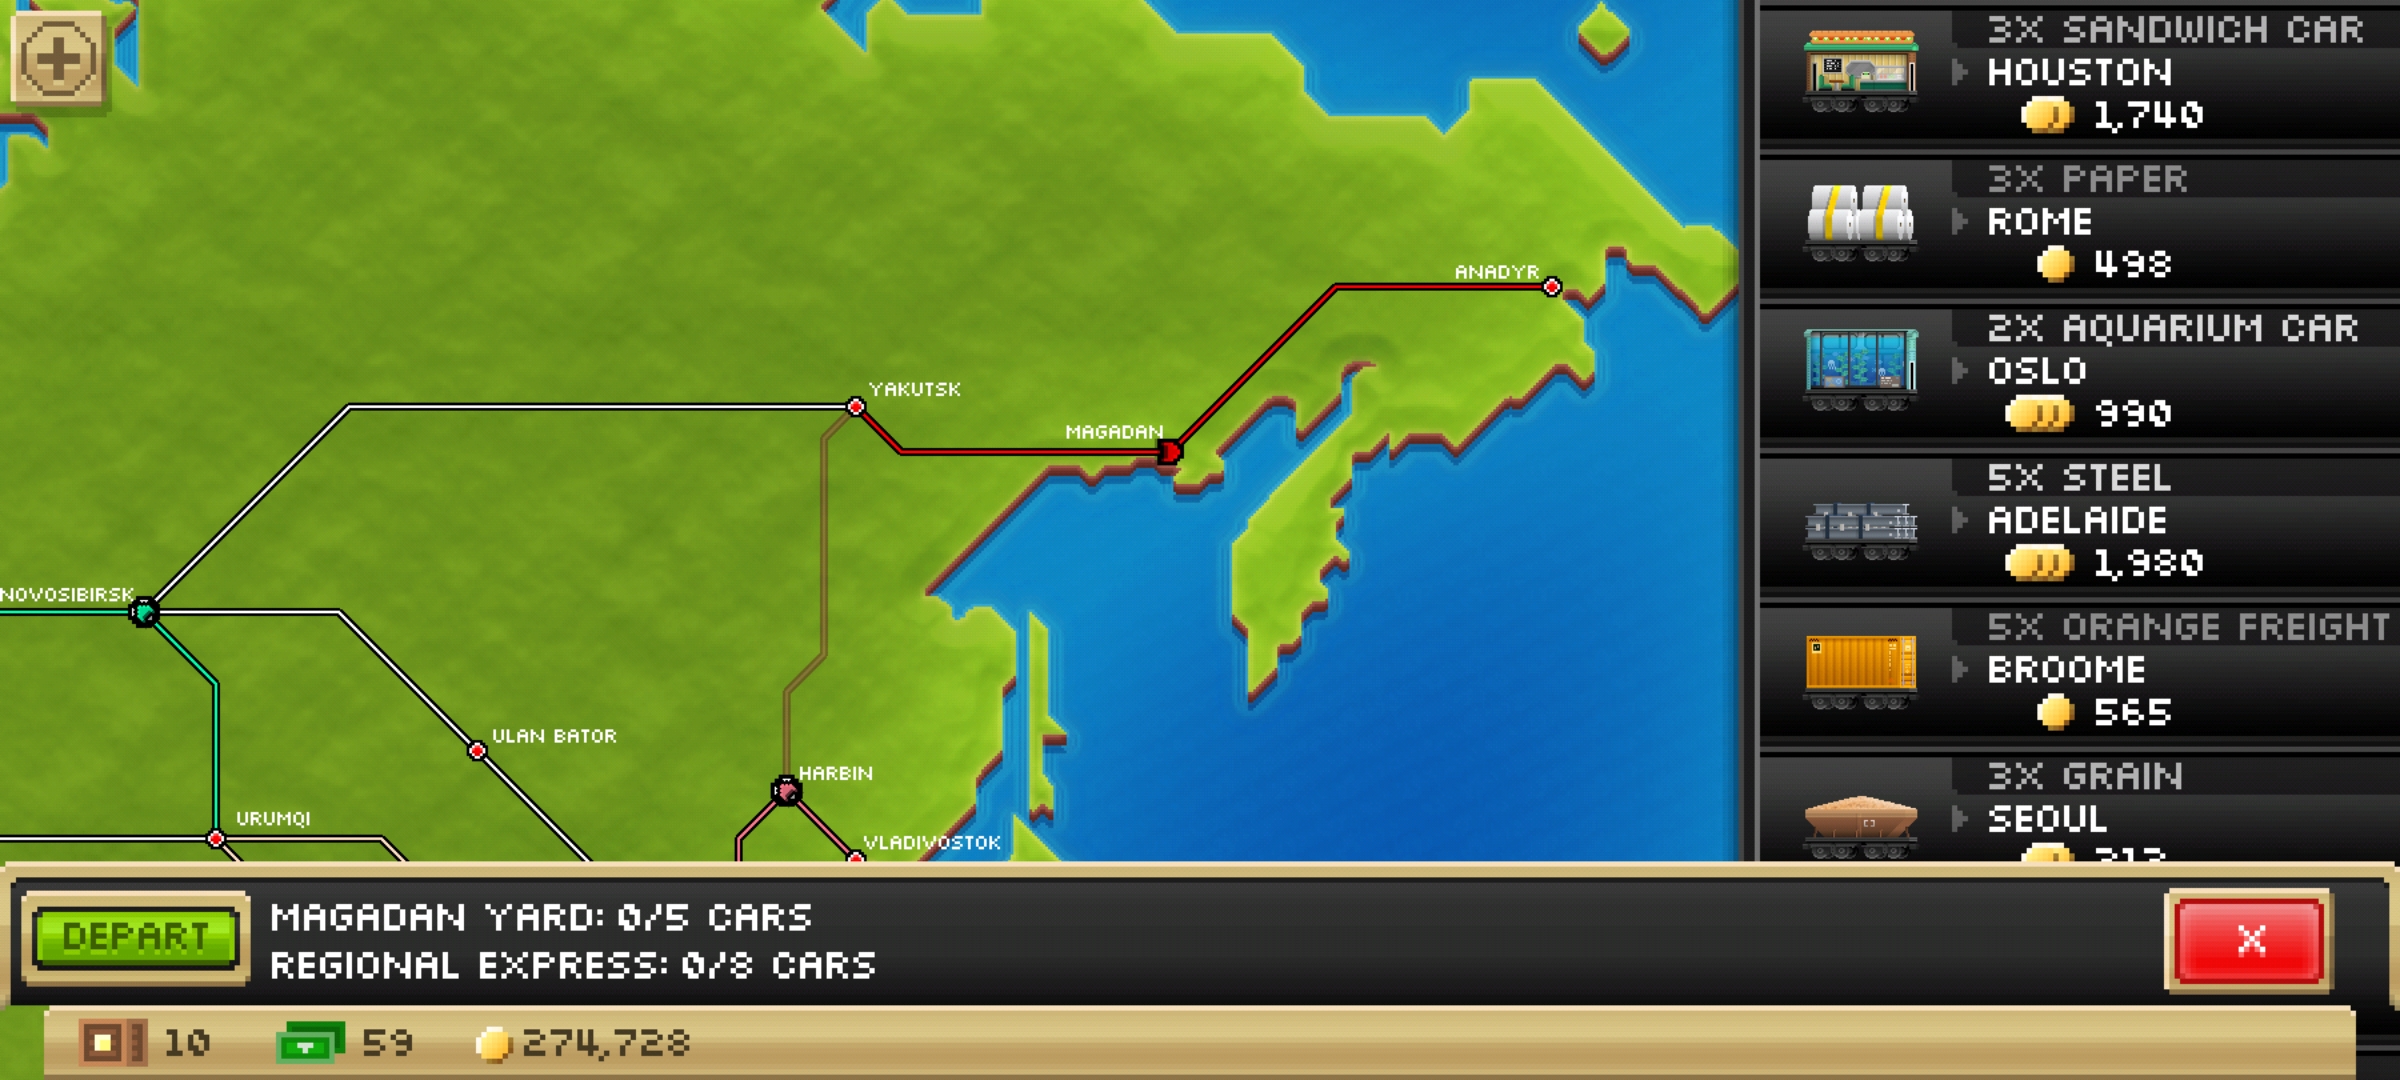 ANADYR
YAKUTSK
MAGADAN
NOVOSIBIRSK
ULAN BATOR
HARBIN
URUMQI
VLADIVOSTOK
3X SANDWICH CAR
HOUSTON
1,740
3X PAPER
ROME
498
2X AQUARIUM CAR
OSLO
990
5X STEEL
ADELAIDE
1,980
5X ORANGE FREIGHT
BROOME
565
3X GRAIN
SEOUL
DEPART
MAGADAN YARD: 0/5 CARS
REGIONAL EXPRESS: 0/8 CARS
X
10
59
274,728